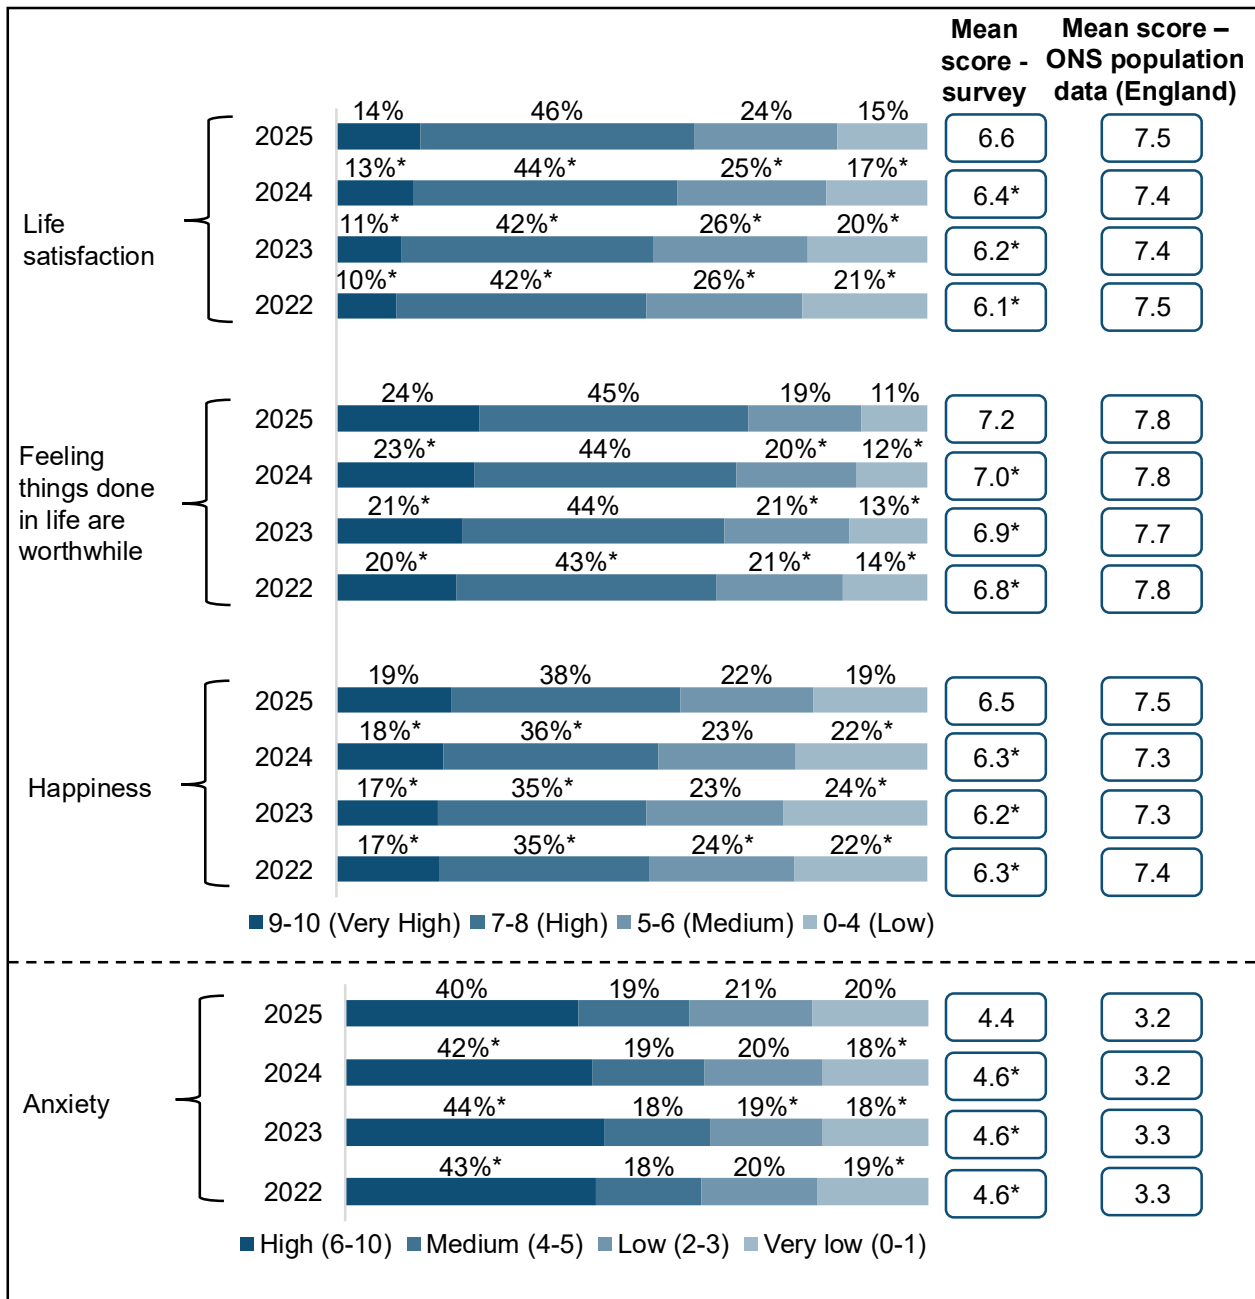 Mean score - survey
Mean score – ONS population data (England)
Life satisfaction
14% 46% 24% 15%
2025 6.6 7.5
13%* 44%* 25%* 17%*
2024 6.4* 7.4
11%* 42%* 26%* 20%*
2023 6.2* 7.4
10%* 42%* 26%* 21%*
2022 6.1* 7.5
Feeling things done in life are worthwhile
24% 45% 19% 11%
2025 7.2 7.8
23%* 44% 20%* 12%*
2024 7.0* 7.8
21%* 44% 21%* 13%*
2023 6.9* 7.7
20%* 43%* 21%* 14%*
2022 6.8* 7.8
Happiness
19% 38% 22% 19%
2025 6.5 7.5
18%* 36%* 23% 22%*
2024 6.3* 7.3
17%* 35%* 23% 24%*
2023 6.2* 7.3
17%* 35%* 24%* 22%*
2022 6.3* 7.4
9-10 (Very High) 7-8 (High) 5-6 (Medium) 0-4 (Low)
Anxiety
40% 19% 21% 20%
2025 4.4 3.2
42%* 19% 20% 18%*
2024 4.6* 3.2
44%* 18% 19%* 18%*
2023 4.6* 3.3
43%* 18% 20% 19%*
2022 4.6* 3.3
High (6-10) Medium (4-5) Low (2-3) Very low (0-1)